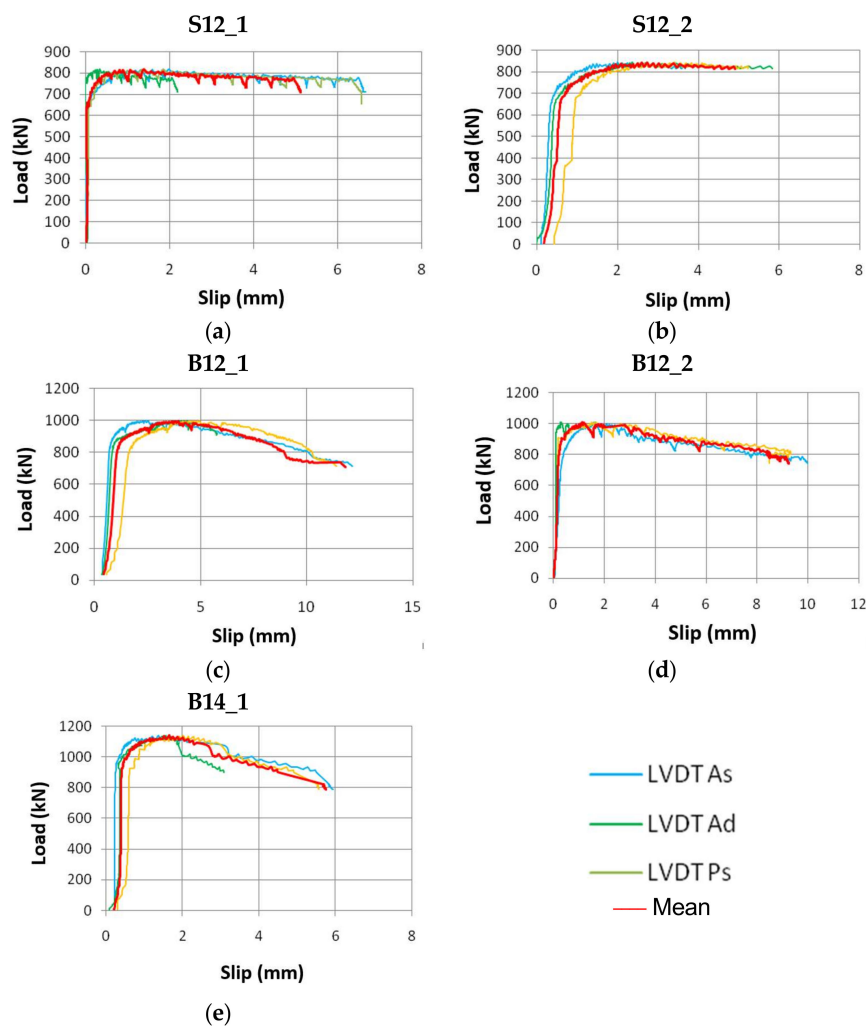 S12_1
900
800
700
600
500
400
300
200
100
0
0 2 4 6 8
Load (kN)
Slip (mm)
(a)
S12_2
900
800
700
600
500
400
300
200
100
0
0 2 4 6 8
Load (kN)
Slip (mm)
(b)
B12_1
1200
1000
800
600
400
200
0
0 5 10 15
Load (kN)
Slip (mm)
(c)
B12_2
1200
1000
800
600
400
200
0
0 2 4 6 8 10 12
Load (kN)
Slip (mm)
(d)
B14_1
1200
1000
800
600
400
200
0
0 2 4 6 8
Load (kN)
Slip (mm)
(e)
LVDT As
LVDT Ad
LVDT Ps
Mean